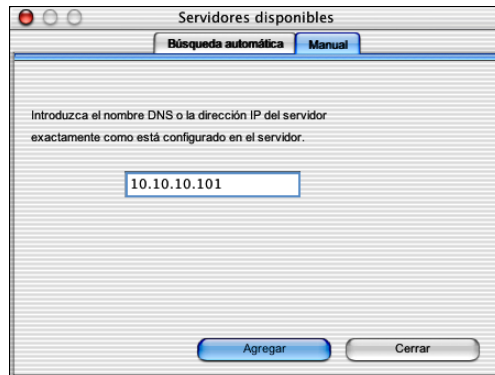 Servidores disponibles
Búsqueda automática Manual
Introduzca el nombre DNS o la dirección IP del servidor
exactamente como está configurado en el servidor.
10.10.10.101
Agregar Cerrar